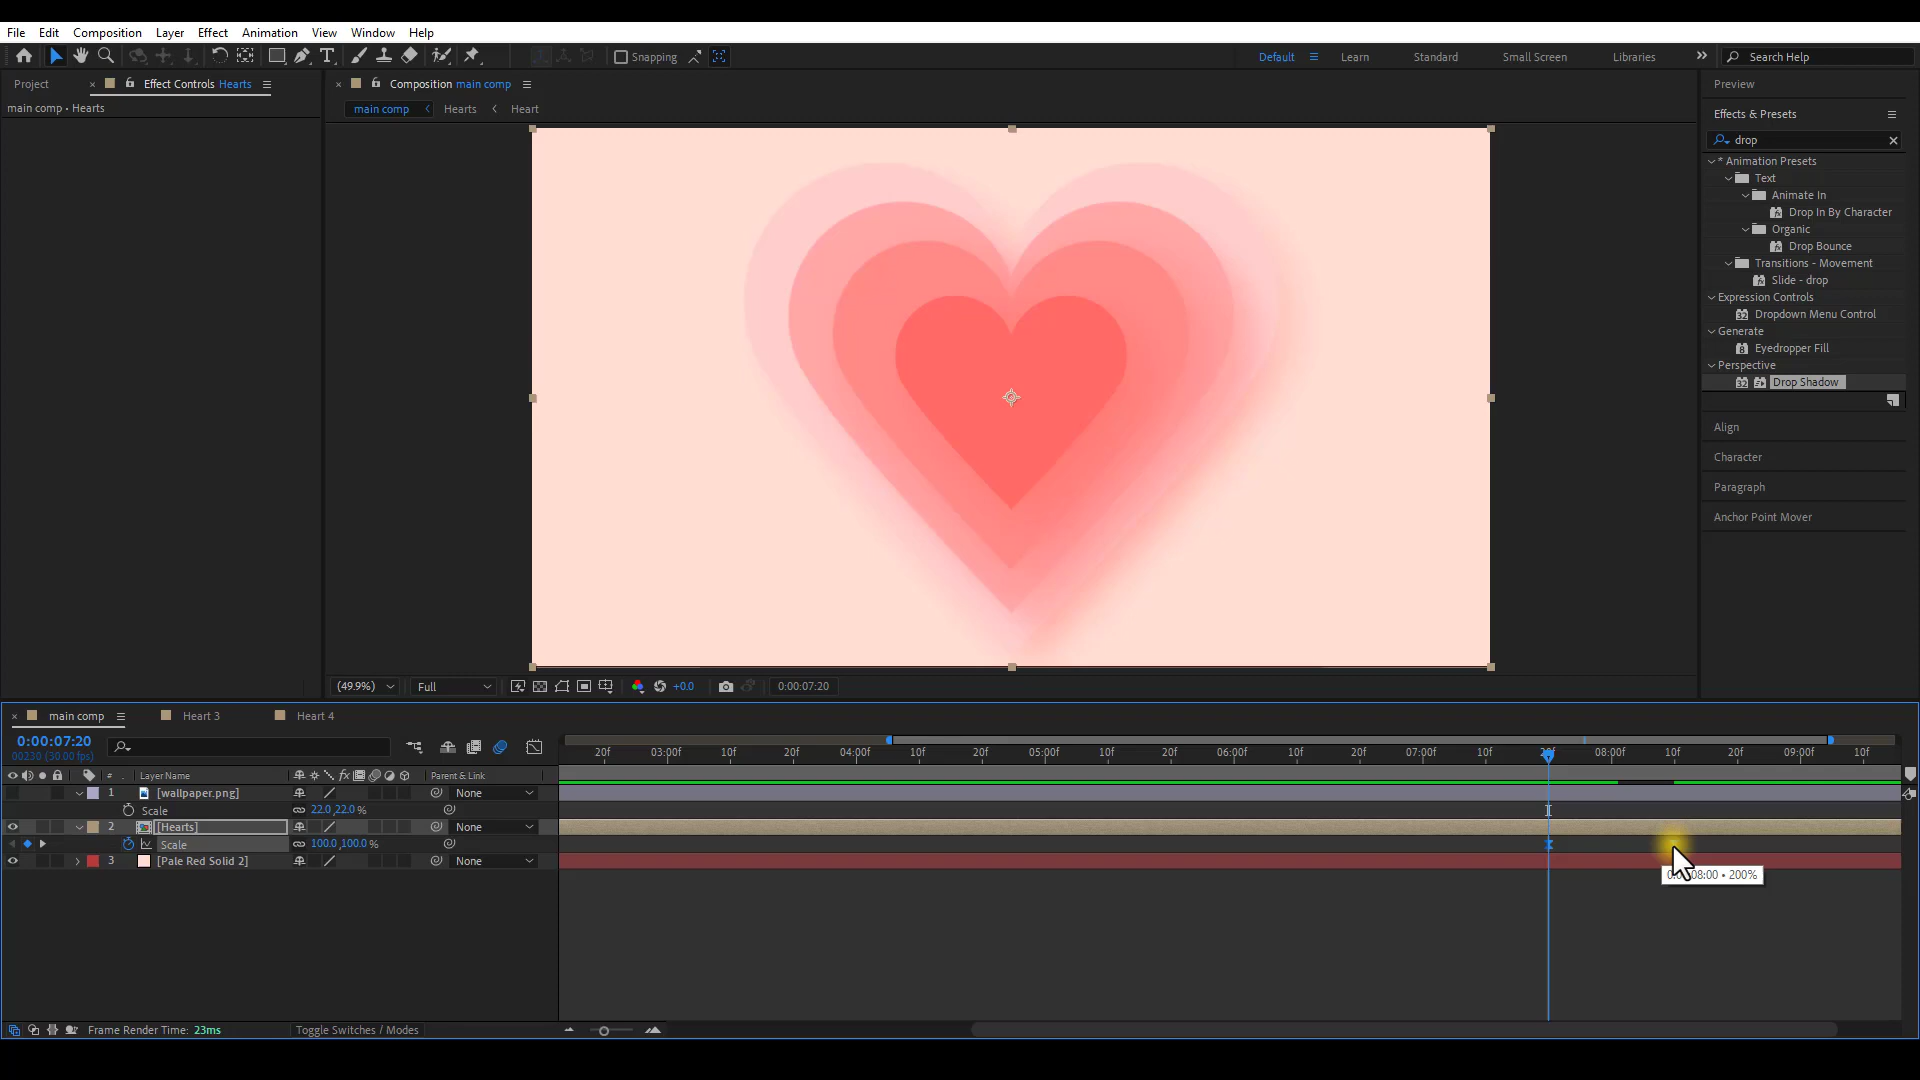 File Edit Composition Layer Effect Animation View Window Help
Snapping Default Learn Standard Small Screen Libraries Search Help
Project Effect Controls Hearts Composition main comp Preview
main comp • Hearts
main comp Hearts Heart
Effects & Presets
drop
* Animation Presets
Text
Animate In
Drop In By Character
Organic
Drop Bounce
Transitions - Movement
Slide - drop
Expression Controls
Dropdown Menu Control
Generate
Eyedropper Fill
Perspective
Drop Shadow
Align
Character
Paragraph
Anchor Point Mover
(49.9%) Full +0.0 0:00:07:20
main comp Heart 3 Heart 4
0:00:07:20
00230 (30.00 fps)
20f 03:00f 10f 20f 04:00f 10f 20f 05:00f 10f 20f 06:00f 10f 20f 07:00f 10f 08:00f 10f 20f 09:00f 10f
# Layer Name Parent & Link
1 [wallpaper.png] None
Scale 22.0,22.0%
2 [Hearts] None
Scale 100.0,100.0%
3 [Pale Red Solid 2] None
08:00 • 200%
Frame Render Time: 23ms Toggle Switches / Modes